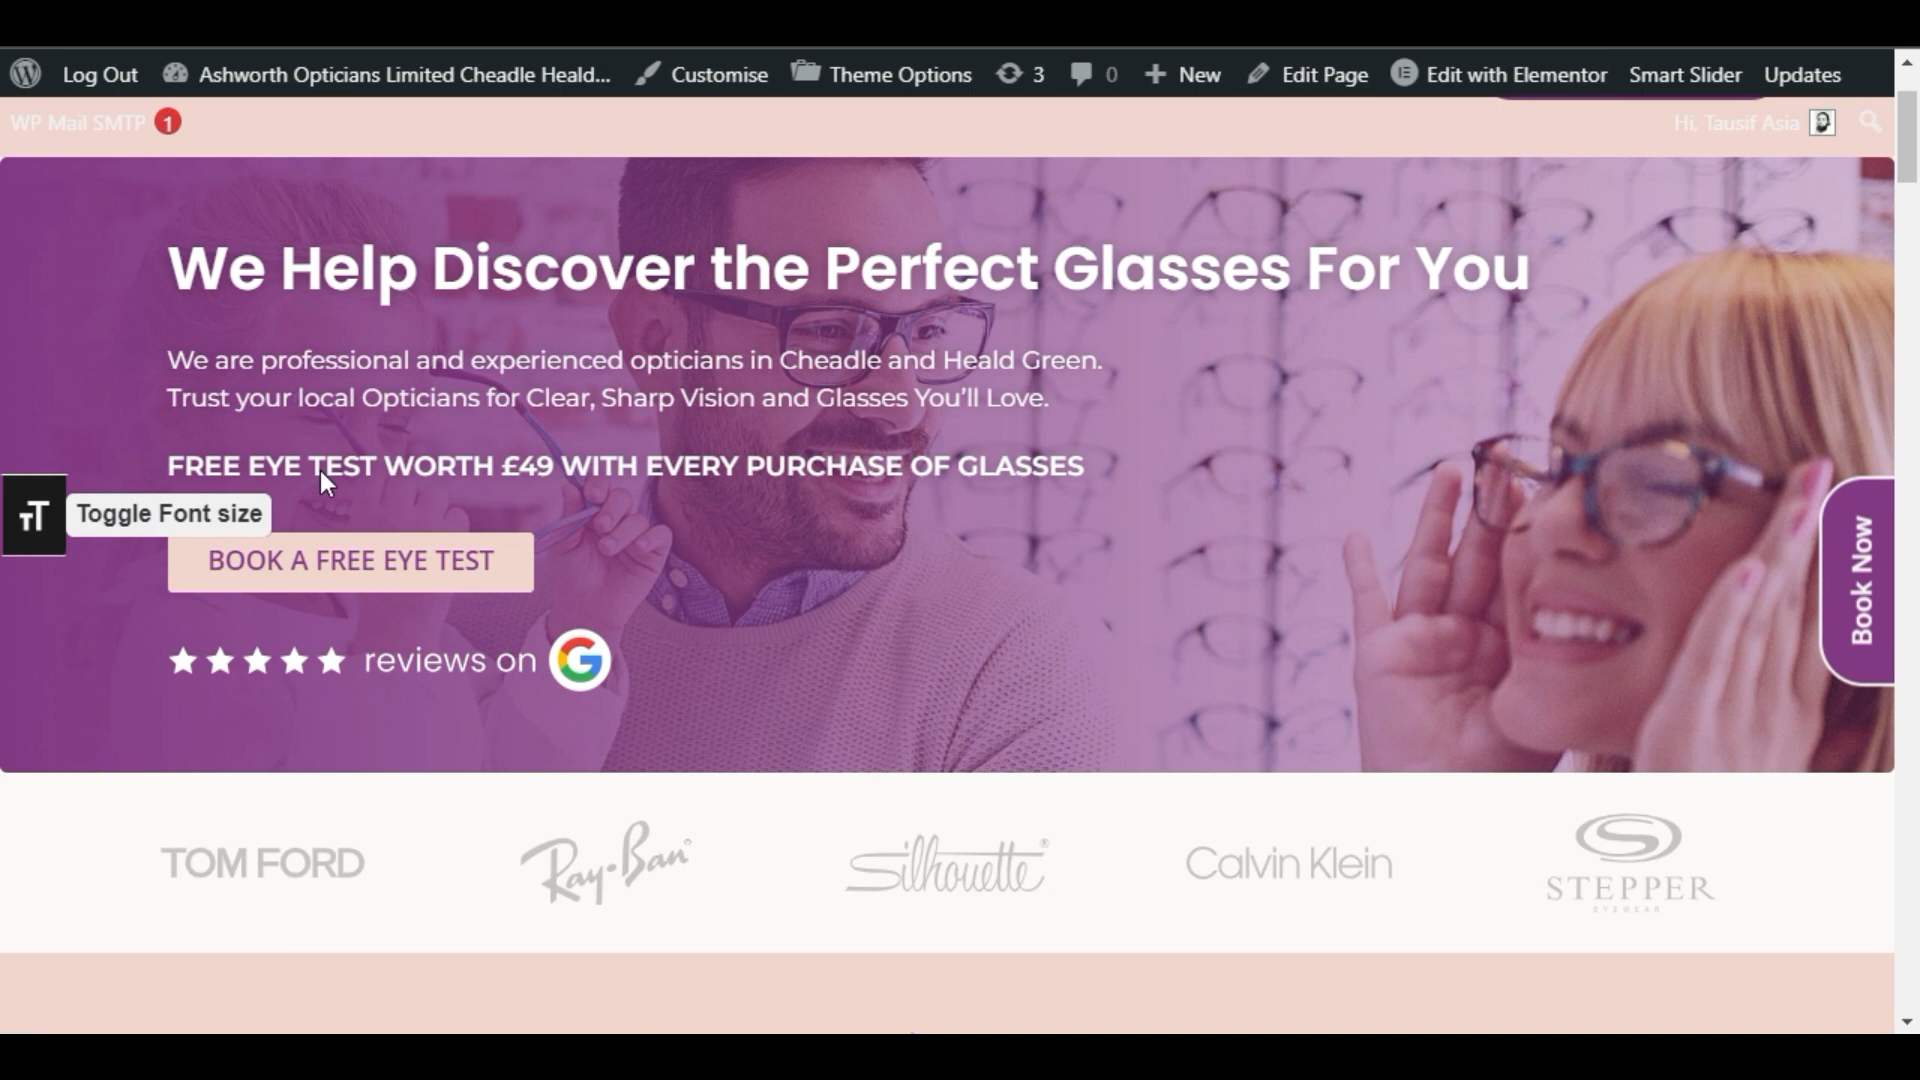 Log Out Ashworth Opticians Limited Cheadle Heald... Customise Theme Options 3 0 New Edit Page Edit with Elementor Smart Slider Updates
WP Mail SMTP 1 Hi, Tausif Asia
We Help Discover the Perfect Glasses For You
We are professional and experienced opticians in Cheadle and Heald Green.
Trust your local Opticians for Clear, Sharp Vision and Glasses You'll Love.
FREE EYE TEST WORTH £49 WITH EVERY PURCHASE OF GLASSES
Toggle Font size
BOOK A FREE EYE TEST
Book Now
reviews on G
TOM FORD Ray-Ban Silhouette Calvin Klein STEPPER
EYEWEAR